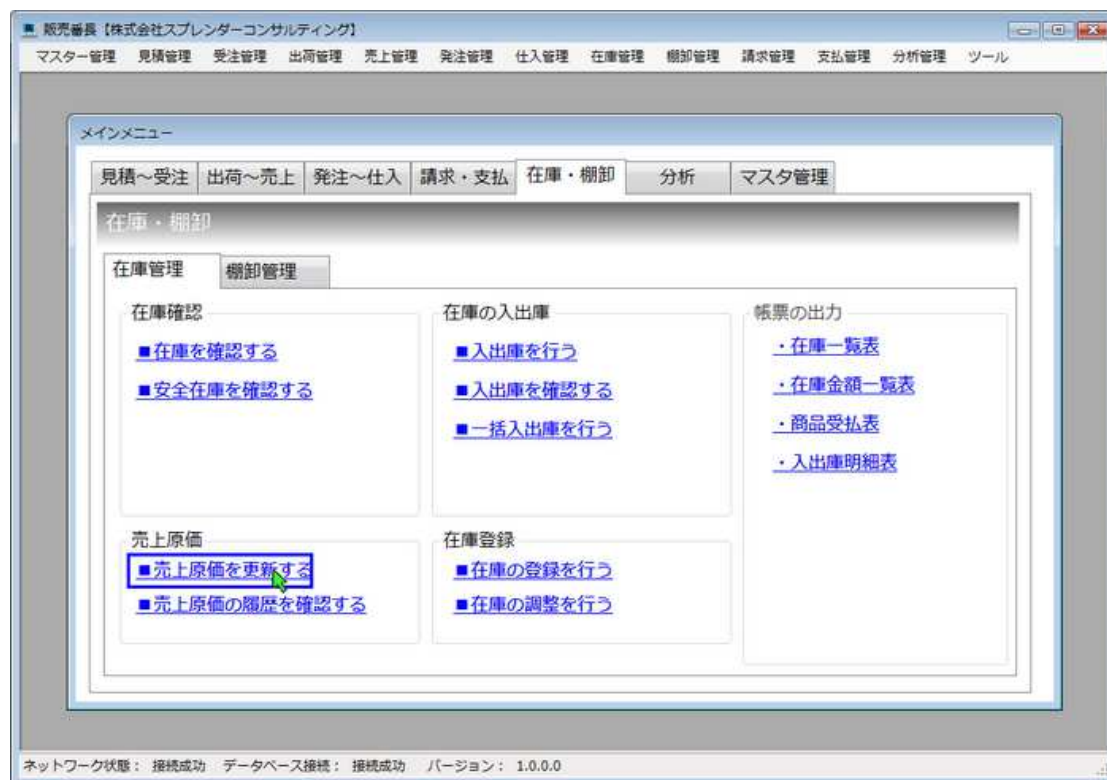 販売番長【株式会社スプレンダーコンサルティング】
マスター管理 見積管理 受注管理 出荷管理 売上管理 発注管理 仕入管理 在庫管理 棚卸管理 請求管理 支払管理 分析管理 ツール
メインメニュー
見積～受注 出荷～売上 発注～仕入 請求・支払 在庫・棚卸 分析 マスタ管理
在庫・棚卸
在庫管理 棚卸管理
在庫確認
■在庫を確認する
■安全在庫を確認する
在庫の入出庫
■入出庫を行う
■入出庫を確認する
■一括入出庫を行う
帳票の出力
・在庫一覧表
・在庫金額一覧表
・商品受払表
・入出庫明細表
売上原価
■売上原価を更新する
■売上原価の履歴を確認する
在庫登録
■在庫の登録を行う
■在庫の調整を行う
ネットワーク状態： 接続成功 データベース接続： 接続成功 バージョン： 1.0.0.0